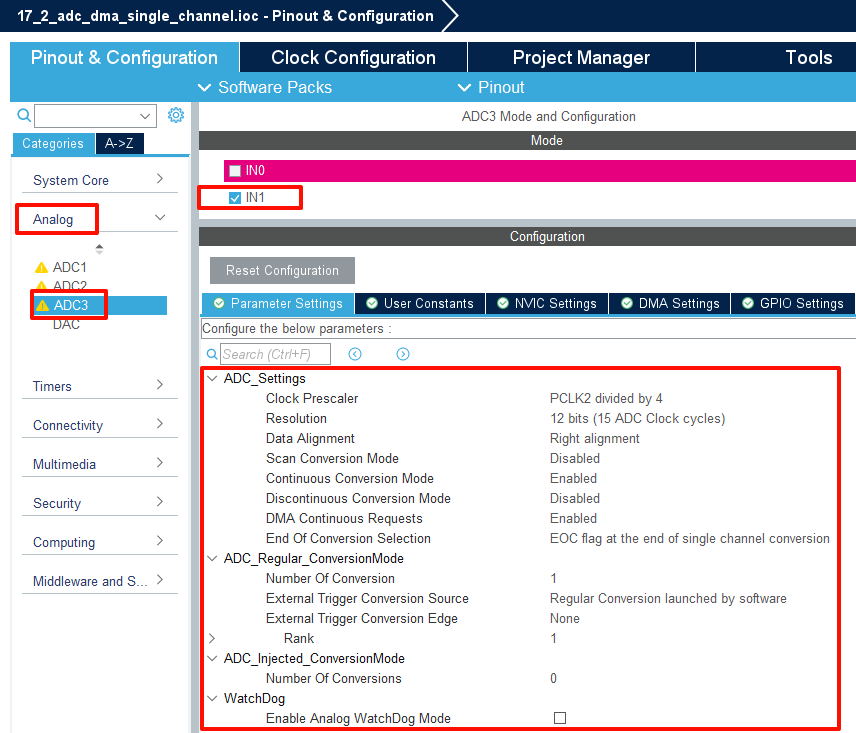 17_2_adc_dma_single_channel.ioc - Pinout & Configuration
Pinout & Configuration Clock Configuration Project Manager Tools
Software Packs Pinout
Categories A->Z
System Core
Analog
ADC1
ADC2
ADC3
DAC
Timers
Connectivity
Multimedia
Security
Computing
Middleware and S...
ADC3 Mode and Configuration
Mode
IN0
IN1
Configuration
Reset Configuration
Parameter Settings User Constants NVIC Settings DMA Settings GPIO Settings
Configure the below parameters :
Search (Ctrl+F)
ADC_Settings
Clock Prescaler PCLK2 divided by 4
Resolution 12 bits (15 ADC Clock cycles)
Data Alignment Right alignment
Scan Conversion Mode Disabled
Continuous Conversion Mode Enabled
Discontinuous Conversion Mode Disabled
DMA Continuous Requests Enabled
End Of Conversion Selection EOC flag at the end of single channel conversion
ADC_Regular_ConversionMode
Number Of Conversion 1
External Trigger Conversion Source Regular Conversion launched by software
External Trigger Conversion Edge None
Rank 1
ADC_Injected_ConversionMode
Number Of Conversions 0
WatchDog
Enable Analog WatchDog Mode